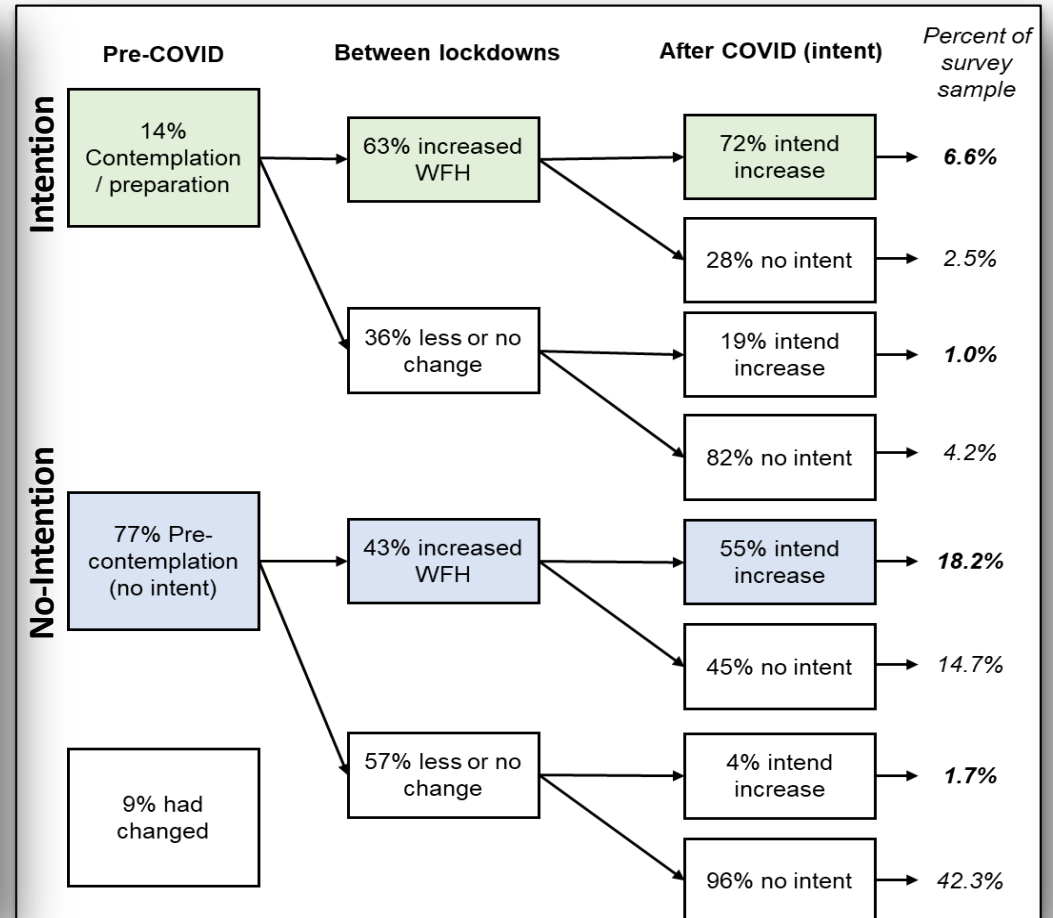 Pre-COVID
Between lockdowns
After COVID (intent)
Percent of
survey
sample
Intention
14%
Contemplation
/ preparation
63% increased
WFH
72% intend
increase
6.6%
28% no intent
2.5%
36% less or no
change
19% intend
increase
1.0%
82% no intent
4.2%
No-Intention
77% Pre-
contemplation
(no intent)
43% increased
WFH
55% intend
increase
18.2%
45% no intent
14.7%
57% less or no
change
4% intend
increase
1.7%
9% had
changed
96% no intent
42.3%